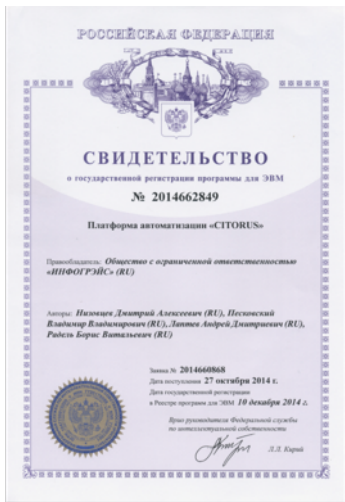 РОССИЙСКАЯ ФЕДЕРАЦИЯ
СВИДЕТЕЛЬСТВО
о государственной регистрации программы для ЭВМ
№ 2014662849
Платформа автоматизации «CITORUS»
Правообладатель: Общество с ограниченной ответственностью
«ИНФОГРЭЙС» (RU)
Авторы: Низовцев Дмитрий Алексеевич (RU), Песковский
Владимир Владимирович (RU), Лаптев Андрей Дмитриевич (RU),
Радель Борис Витальевич (RU)
Заявка № 2014660868
Дата поступления 27 октября 2014 г.
Дата государственной регистрации
в Реестре программ для ЭВМ 10 декабря 2014 г.
руководителя Федеральной службы
по интеллектуальной собственности
Л.Л. Кирий